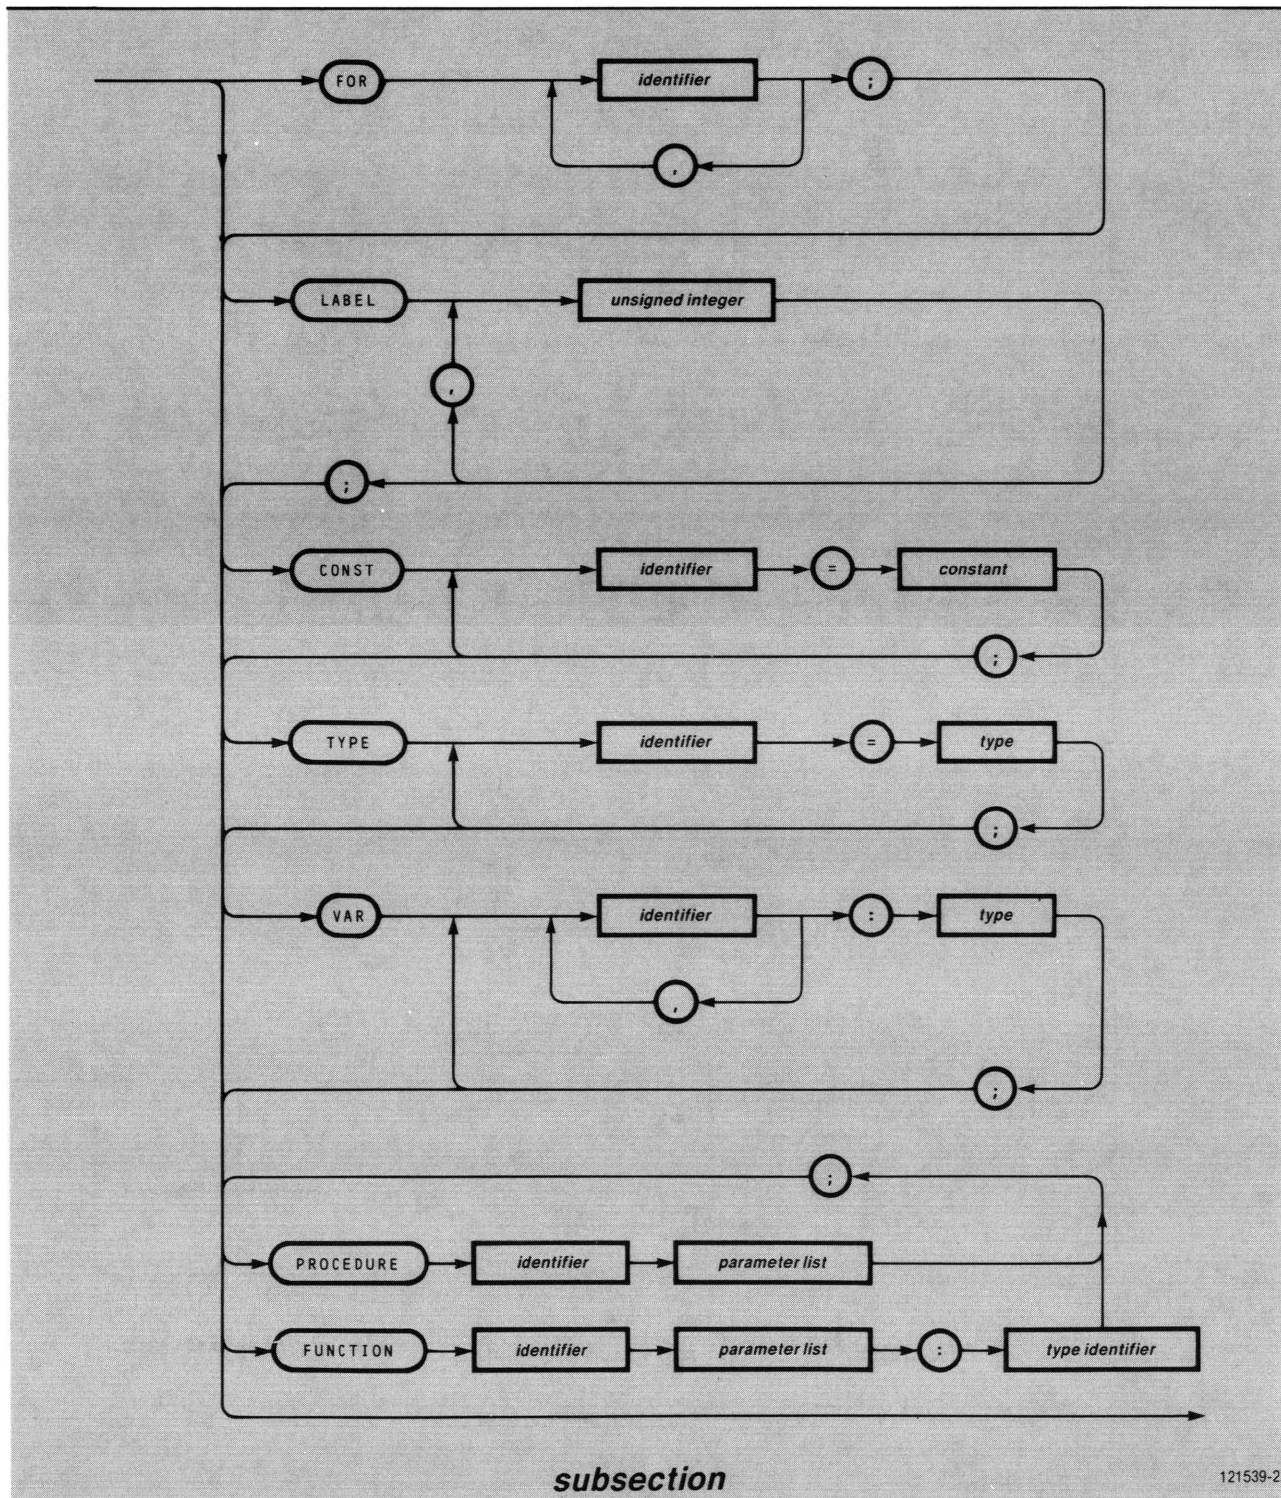 FOR identifier ;
,
LABEL unsigned integer
,
;
CONST identifier = constant
;
TYPE identifier = type
;
VAR identifier : type
,
;
;
PROCEDURE identifier parameter list
FUNCTION identifier parameter list : type identifier
subsection
121539-2